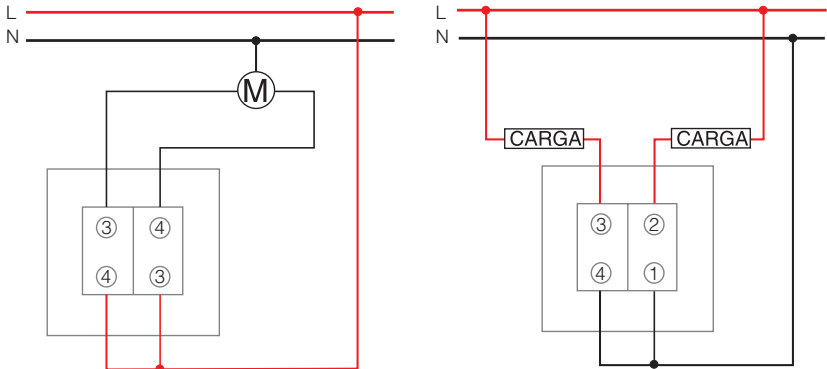 L
N
M
③ ④
④ ③
L
N
CARGA CARGA
③ ②
④ ①